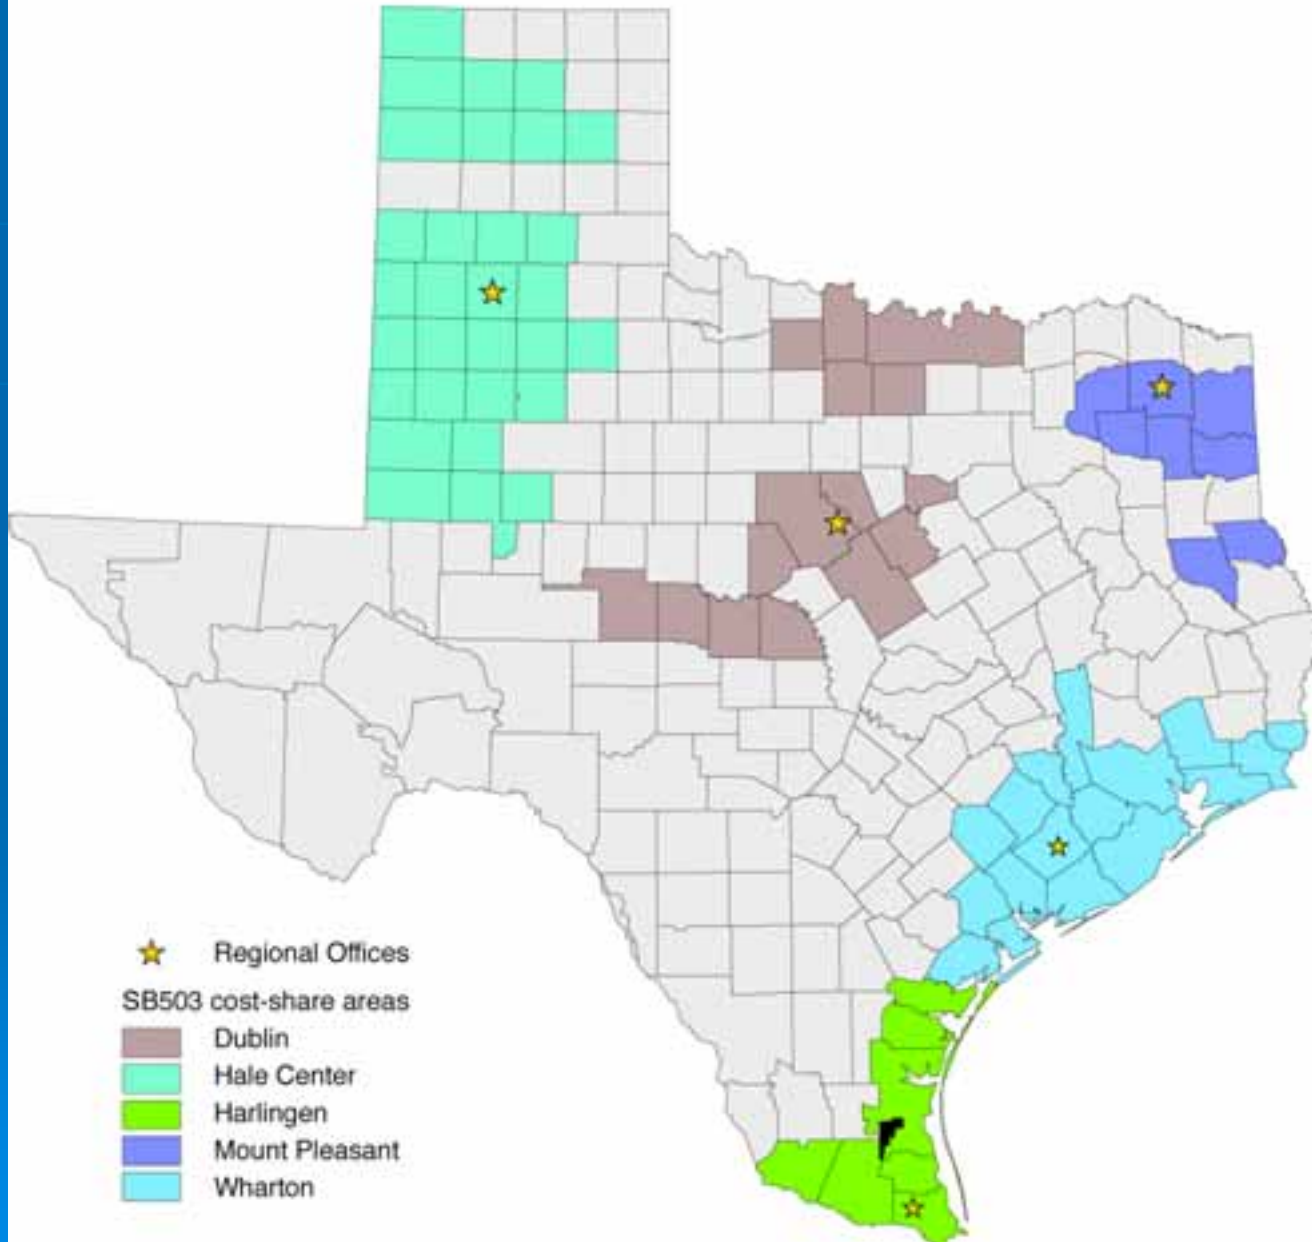 Regional Offices
SB503 cost-share areas
Dublin
Hale Center
Harlingen
Mount Pleasant
Wharton